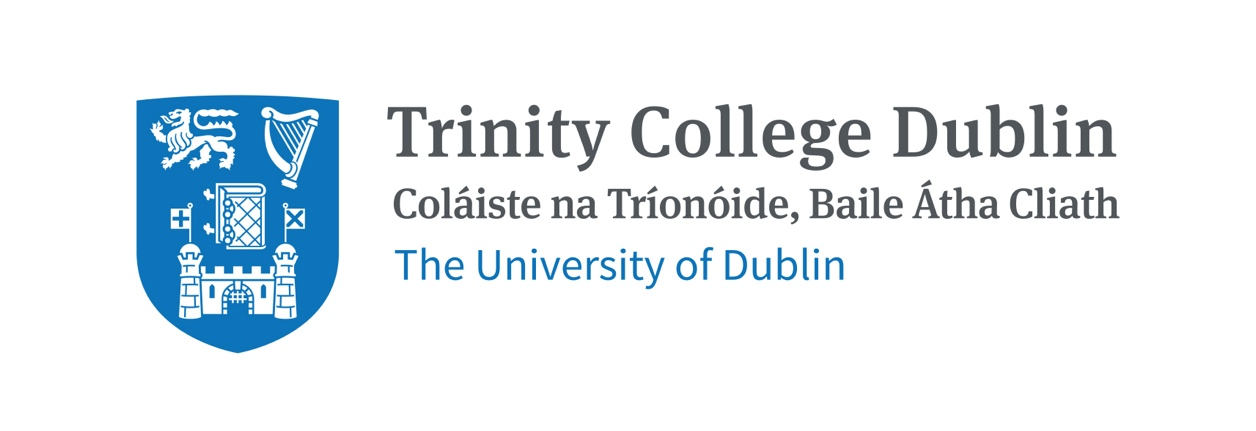 Trinity College Dublin
Coláiste na Tríonóide, Baile Átha Cliath
The University of Dublin